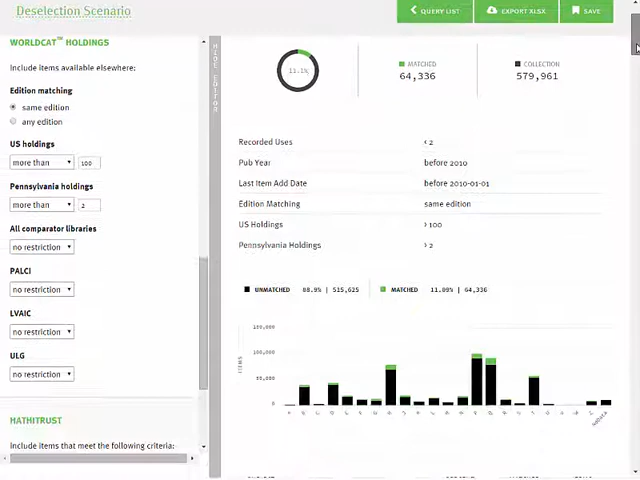 Deselection Scenario
QUERY LIST
EXPORT XLSX
SAVE
WORLDCAT™ HOLDINGS
Include items available elsewhere:
Edition matching
same edition
any edition
US holdings
more than 100
Pennsylvania holdings
more than 2
All comparator libraries
no restriction
PALCI
no restriction
LVAIC
no restriction
ULG
no restriction
HATHITRUST
Include items that meet the following criteria:
HIDE EDITOR
11.1%
MATCHED
64,336
COLLECTION
579,961
Recorded Uses < 2
Pub Year before 2010
Last Item Add Date before 2010-01-01
Edition Matching same edition
US Holdings > 100
Pennsylvania Holdings > 2
UNMATCHED 88.9% | 515,625
MATCHED 11.09% | 64,336
ITEMS
100,000
50,000